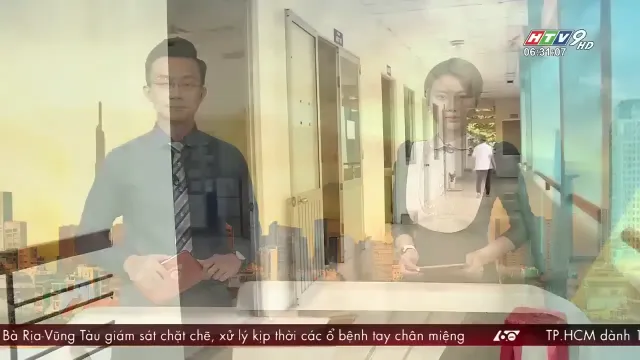 HTV9 HD
06:31:07
Bà Rịa-Vũng Tàu giám sát chặt chẽ, xử lý kịp thời các ổ bệnh tay chân miệng TP.HCM dành 1